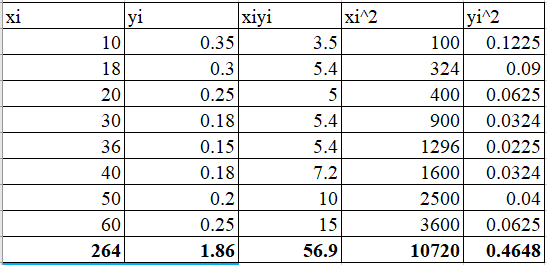 xi yi xiyi xi^2 yi^2
10 0.35 3.5 100 0.1225
18 0.3 5.4 324 0.09
20 0.25 5 400 0.0625
30 0.18 5.4 900 0.0324
36 0.15 5.4 1296 0.0225
40 0.18 7.2 1600 0.0324
50 0.2 10 2500 0.04
60 0.25 15 3600 0.0625
264 1.86 56.9 10720 0.4648